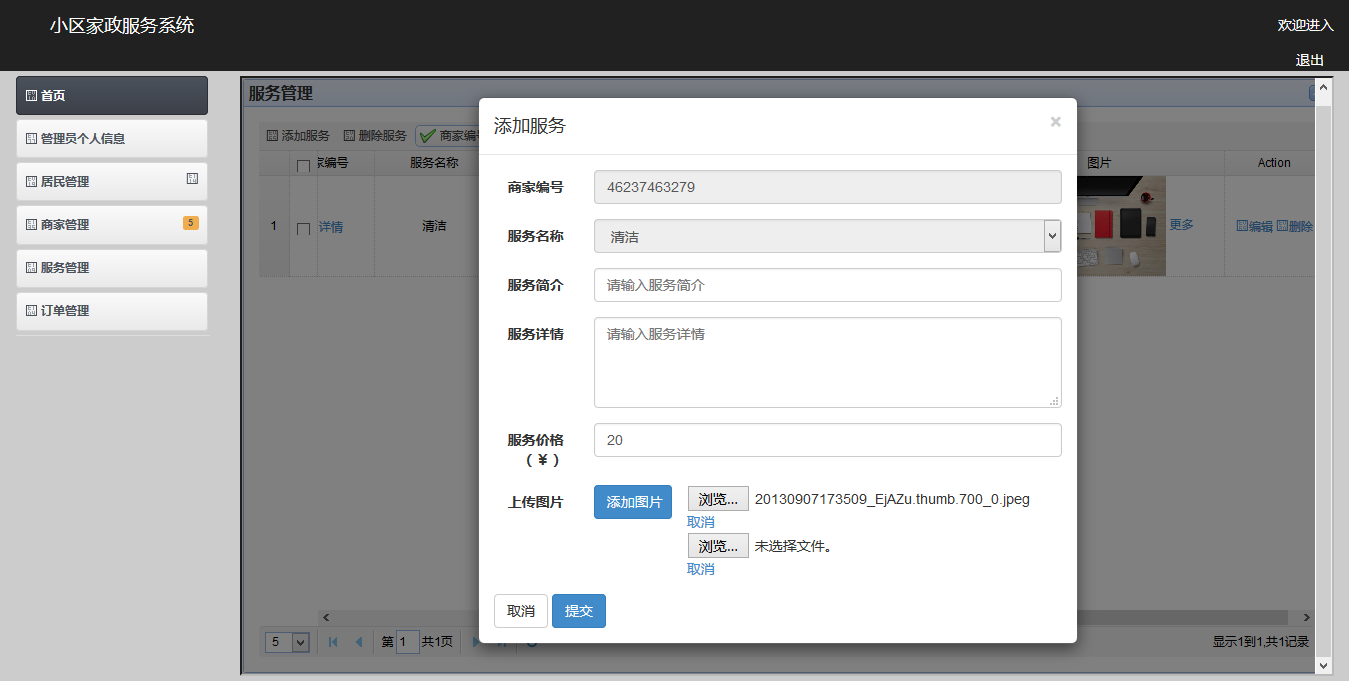 小区家政服务系统
欢迎进入
退出
首页
管理员个人信息
居民管理
商家管理 5
服务管理
订单管理
服务管理
添加服务 删除服务 商家编号
家编号 服务名称 图片 Action
1 详情 清洁 更多 编辑 删除
添加服务 ×
商家编号 46237463279
服务名称 清洁
服务简介 请输入服务简介
服务详情 请输入服务详情
服务价格 20
（￥）
上传图片 添加图片 浏览... 20130907173509_EjAZu.thumb.700_0.jpeg
取消
浏览... 未选择文件。
取消
取消 提交
5 第 1 共1页 显示1到1,共1记录